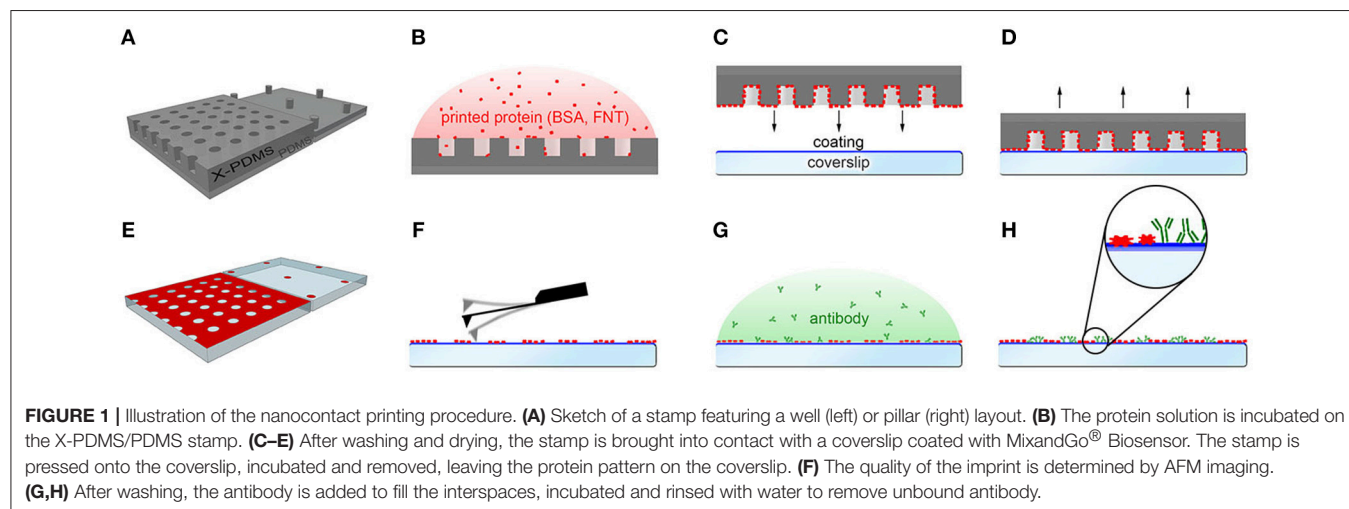 A
B
C
D
X-PDMS
PDMS
printed protein (BSA, FNT)
coating
coverslip
E
F
G
H
antibody
FIGURE 1 | Illustration of the nanocontact printing procedure. (A) Sketch of a stamp featuring a well (left) or pillar (right) layout. (B) The protein solution is incubated on
the X-PDMS/PDMS stamp. (C–E) After washing and drying, the stamp is brought into contact with a coverslip coated with MixandGo® Biosensor. The stamp is
pressed onto the coverslip, incubated and removed, leaving the protein pattern on the coverslip. (F) The quality of the imprint is determined by AFM imaging.
(G,H) After washing, the antibody is added to fill the interspaces, incubated and rinsed with water to remove unbound antibody.